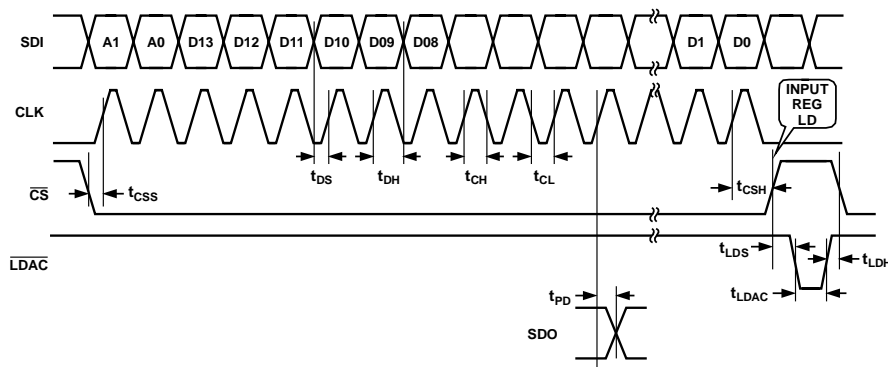 SDI
A1 A0 D13 D12 D11 D10 D09 D08 D1 D0
INPUT
REG
LD
CLK
tDS tDH tCH tCL
CS
tCSS
tCSH
LDAC
tLDS
tLDH
tLDAC
tPD
SDO